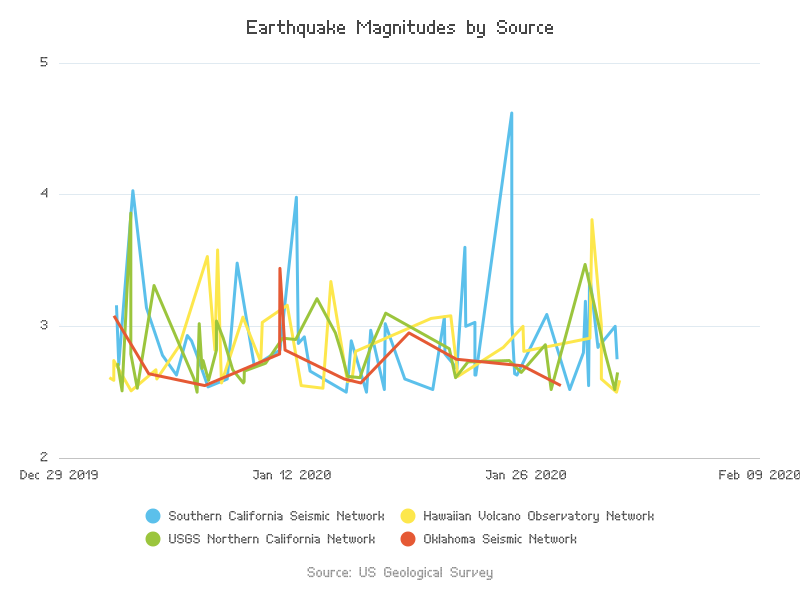 Earthquake Magnitudes by Source
5
4
3
2
Dec 29 2019 Jan 12 2020 Jan 26 2020 Feb 09 2020
Southern California Seismic Network Hawaiian Volcano Observatory Network
USGS Northern California Network Oklahoma Seismic Network
Source: US Geological Survey